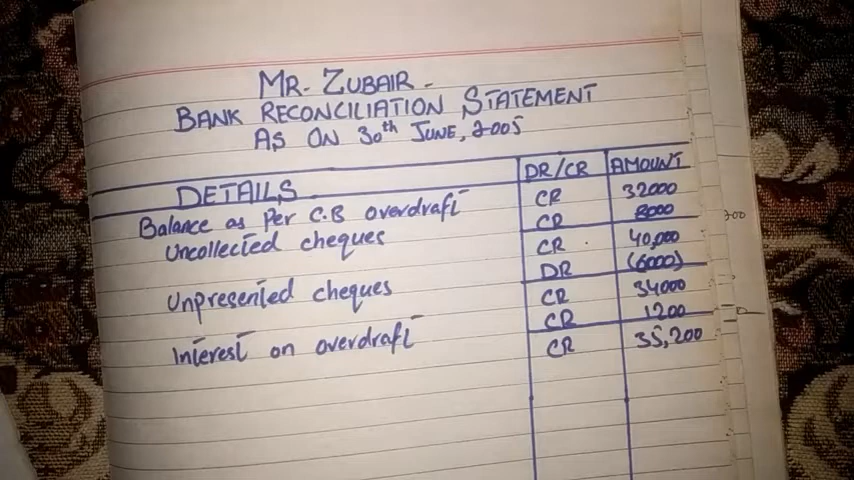 MR. ZUBAIR.
BANK RECONCILIATION STATEMENT
AS ON 30th JUNE, 2005
DETAILS DR/CR AMOUNT
Balance as Per C.B overdraft CR 32000
Uncollected cheques CR 8000
CR 40,000
Unpresented cheques DR (6000)
CR 34000
Interest on overdraft CR 1200
CR 35,200